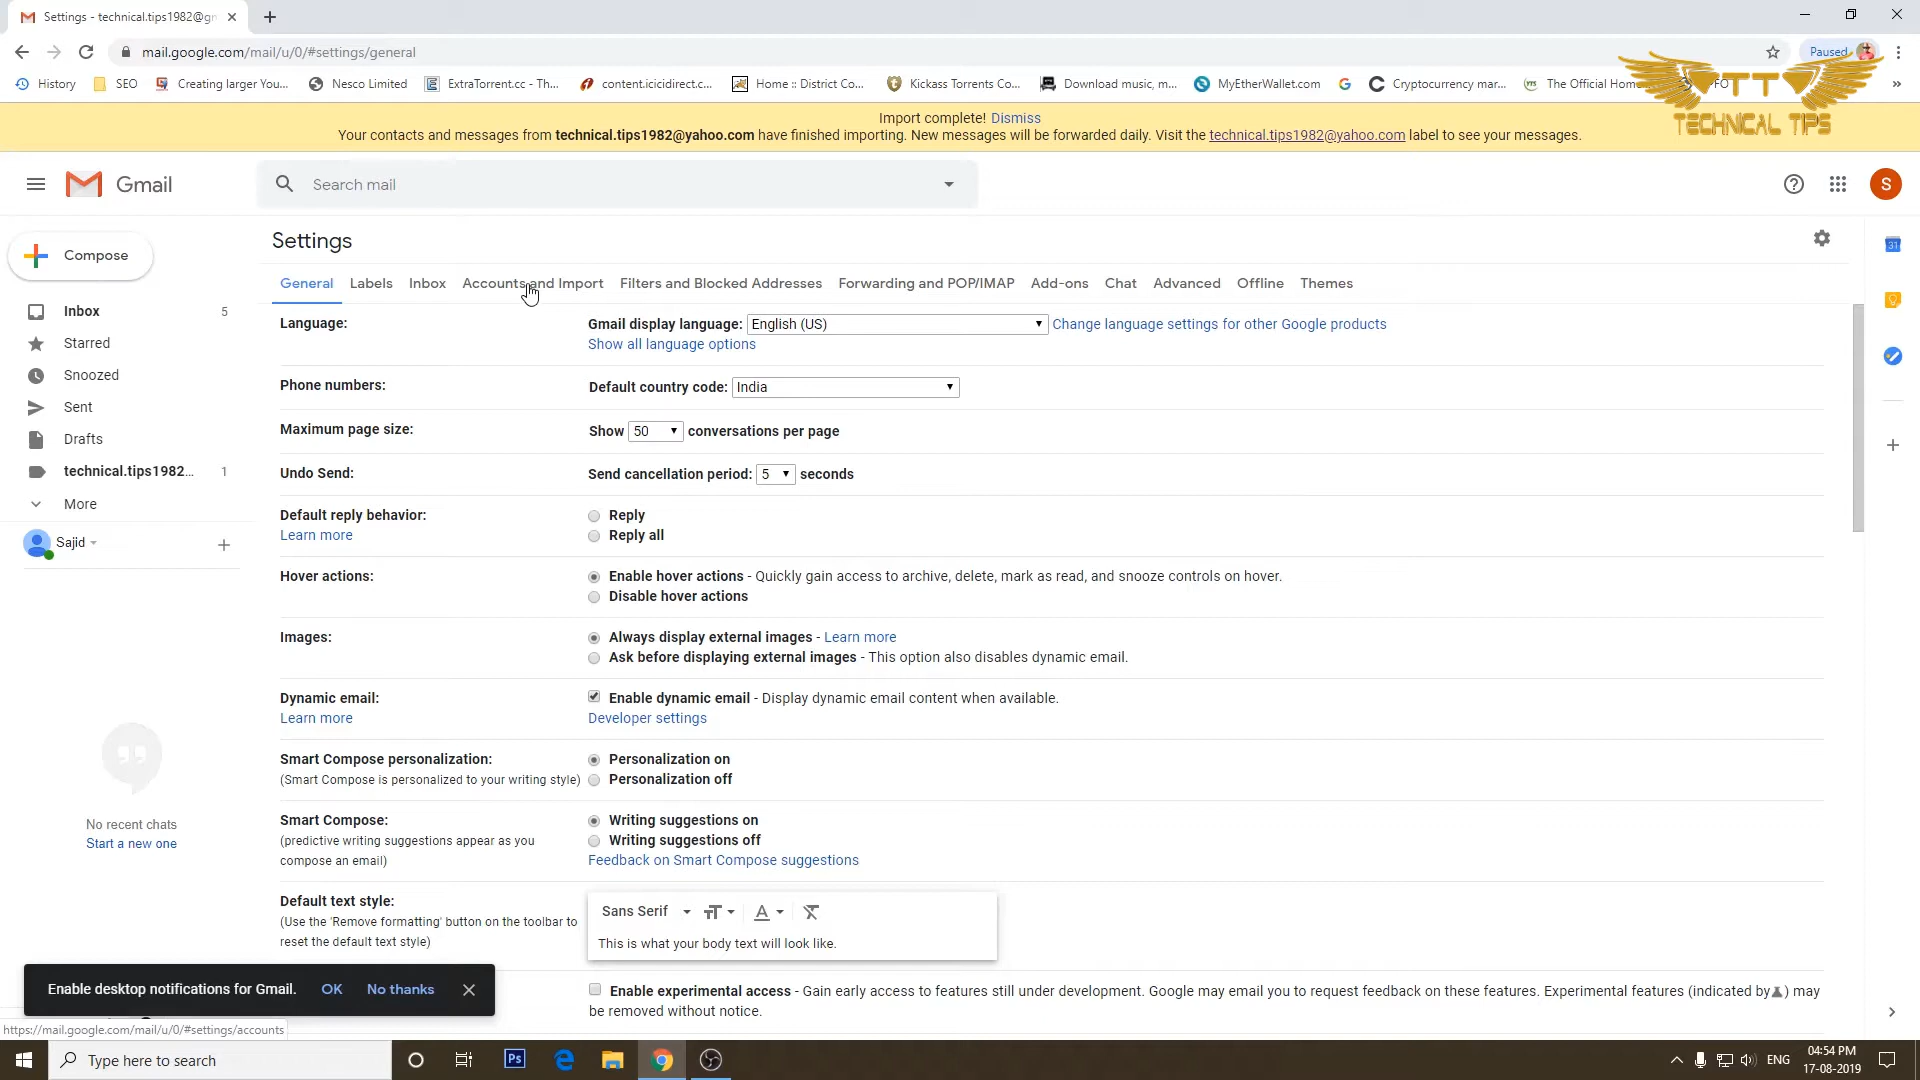 Settings - technical.tips1982@gm
mail.google.com/mail/u/0/#settings/general
Paused
History
SEO
Creating larger You...
Nesco Limited
ExtraTorrent.cc - Th...
content.icicidirect.c...
Home :: District Co...
Kickass Torrents Co...
Download music, m...
MyEtherWallet.com
Cryptocurrency mar...
The Official Hom
»
TT
TECHNICAL TIPS
Import complete! Dismiss
Your contacts and messages from technical.tips1982@yahoo.com have finished importing. New messages will be forwarded daily. Visit the technical.tips1982@yahoo.com label to see your messages.
Gmail
Search mail
S
Compose
Settings
31
General Labels Inbox Accounts and Import Filters and Blocked Addresses Forwarding and POP/IMAP Add-ons Chat Advanced Offline Themes
Inbox 5
Starred
Snoozed
Sent
Drafts
technical.tips1982... 1
More
Sajid
No recent chats
Start a new one
Language:
Gmail display language: English (US) Change language settings for other Google products
Show all language options
Phone numbers:
Default country code: India
Maximum page size:
Show 50 conversations per page
Undo Send:
Send cancellation period: 5 seconds
Default reply behavior:
Learn more
Reply
Reply all
Hover actions:
Enable hover actions - Quickly gain access to archive, delete, mark as read, and snooze controls on hover.
Disable hover actions
Images:
Always display external images - Learn more
Ask before displaying external images - This option also disables dynamic email.
Dynamic email:
Learn more
Enable dynamic email - Display dynamic email content when available.
Developer settings
Smart Compose personalization:
(Smart Compose is personalized to your writing style)
Personalization on
Personalization off
Smart Compose:
(predictive writing suggestions appear as you
compose an email)
Writing suggestions on
Writing suggestions off
Feedback on Smart Compose suggestions
Default text style:
(Use the 'Remove formatting' button on the toolbar to
reset the default text style)
Sans Serif
This is what your body text will look like.
Enable experimental access - Gain early access to features still under development. Google may email you to request feedback on these features. Experimental features (indicated by ) may
be removed without notice.
Enable desktop notifications for Gmail. OK No thanks
https://mail.google.com/mail/u/0/#settings/accounts
Type here to search
Ps
ENG
04:54 PM
17-08-2019